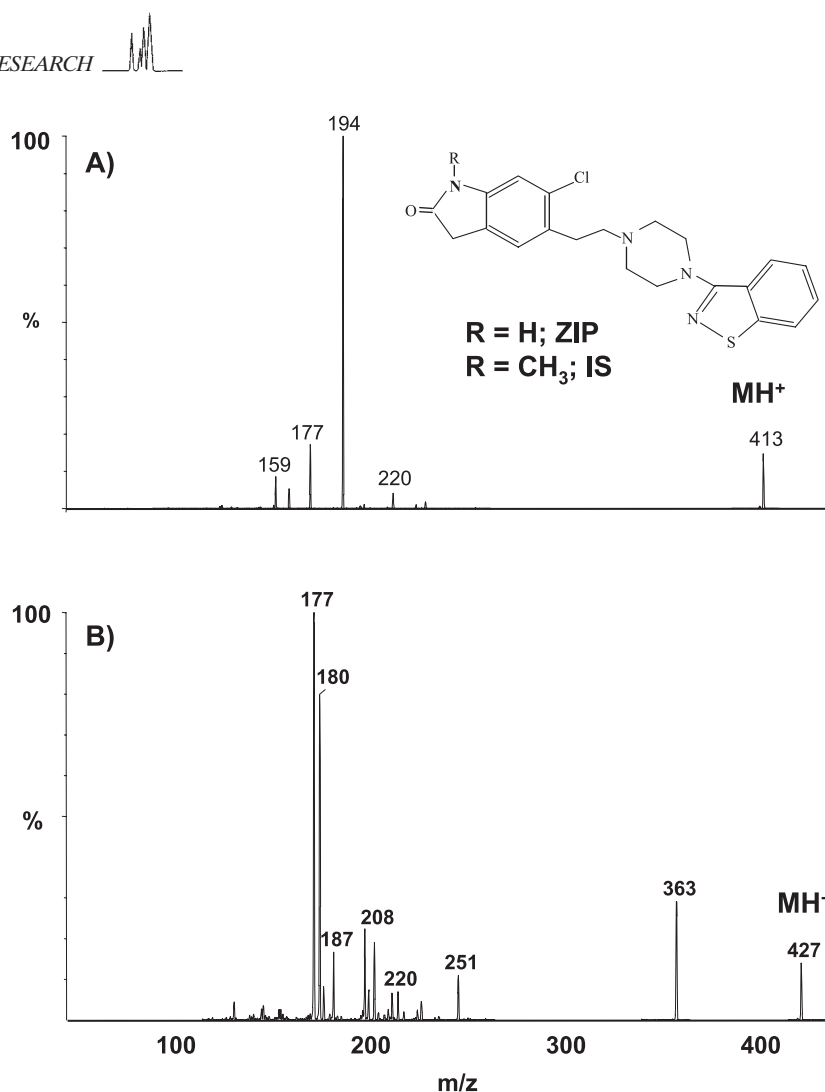 ESEARCH
100
A)
%
194
177
159
220
R
N
O
Cl
N
N
N
S
R = H; ZIP
R = CH₃; IS
MH⁺
413
100
B)
%
177
180
187
208
220
251
363
MH⁺
427
100 200 300 400
m/z